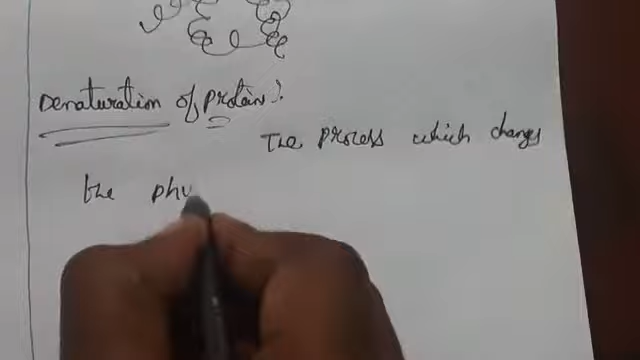 Denaturation of protein :
The process which changes
the phy